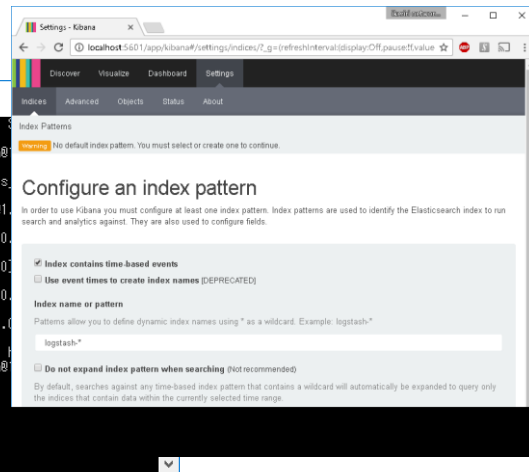 Settings - Kibana
localhost:5601/app/kibana#/settings/indices/?_g=(refreshInterval:(display:Off,pause:!f,value
Discover Visualize Dashboard Settings
Indices Advanced Objects Status About
Index Patterns
Warning No default index pattern. You must select or create one to continue.
Configure an index pattern
In order to use Kibana you must configure at least one index pattern. Index patterns are used to identify the Elasticsearch index to run
search and analytics against. They are also used to configure fields.
Index contains time-based events
Use event times to create index names [DEPRECATED]
Index name or pattern
Patterns allow you to define dynamic index names using * as a wildcard. Example: logstash-*
logstash-*
Do not expand index pattern when searching (Not recommended)
By default, searches against any time-based index pattern that contains a wildcard will automatically be expanded to query only
the indices that contain data within the currently selected time range.